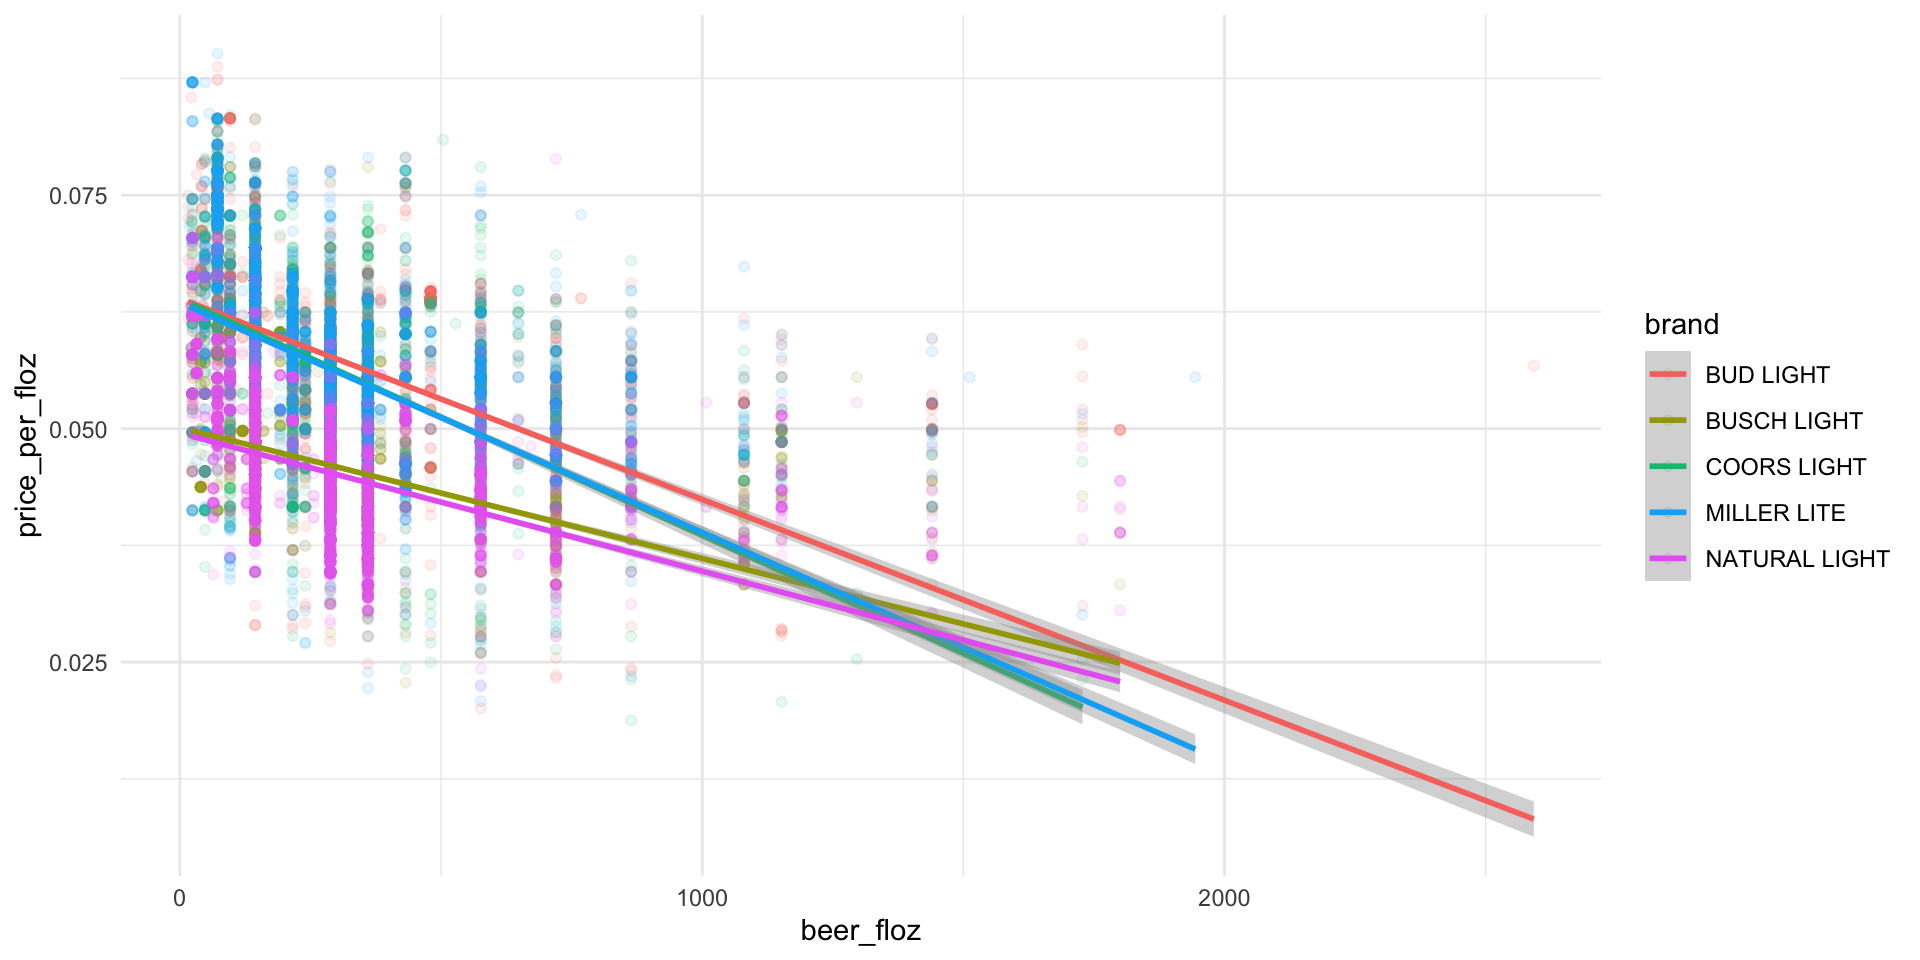 price_per_floz
0.075
0.050
0.025
0
1000
2000
beer_floz
brand
BUD LIGHT
BUSCH LIGHT
COORS LIGHT
MILLER LITE
NATURAL LIGHT